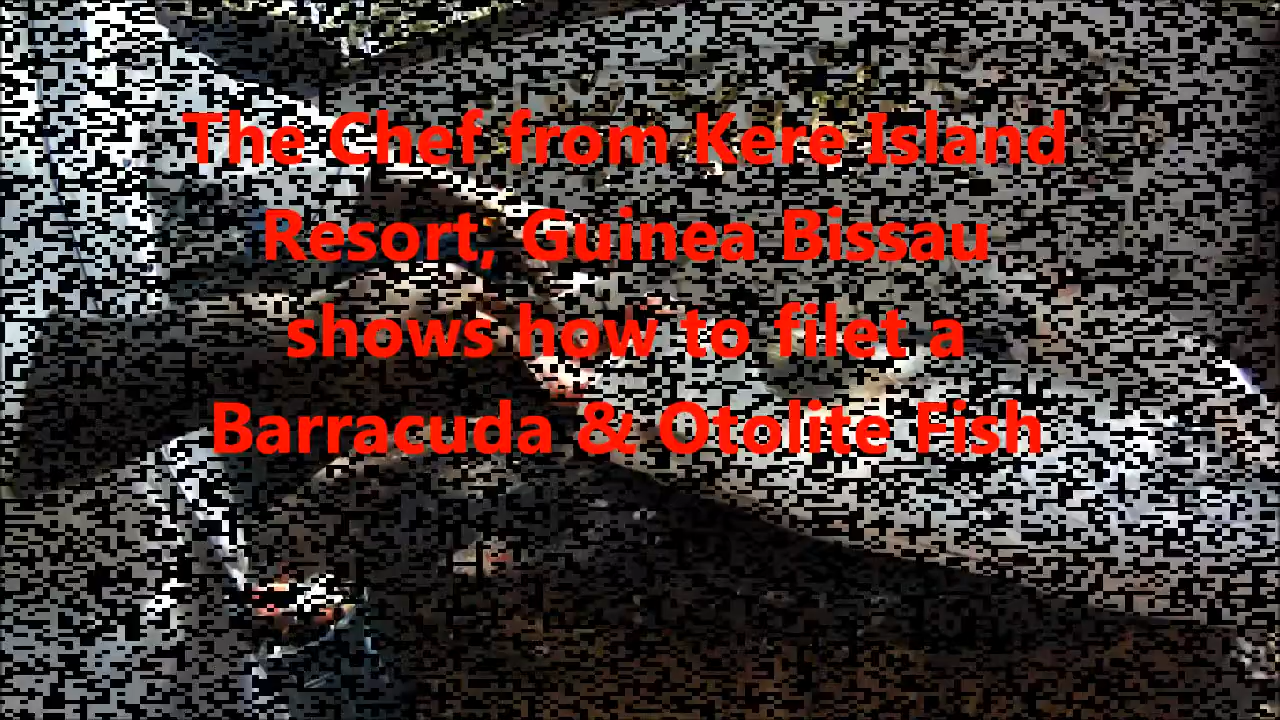 The Chef from Kere Island
Resort, Guinea Bissau
shows how to filet a
Barracuda & Otolite Fish